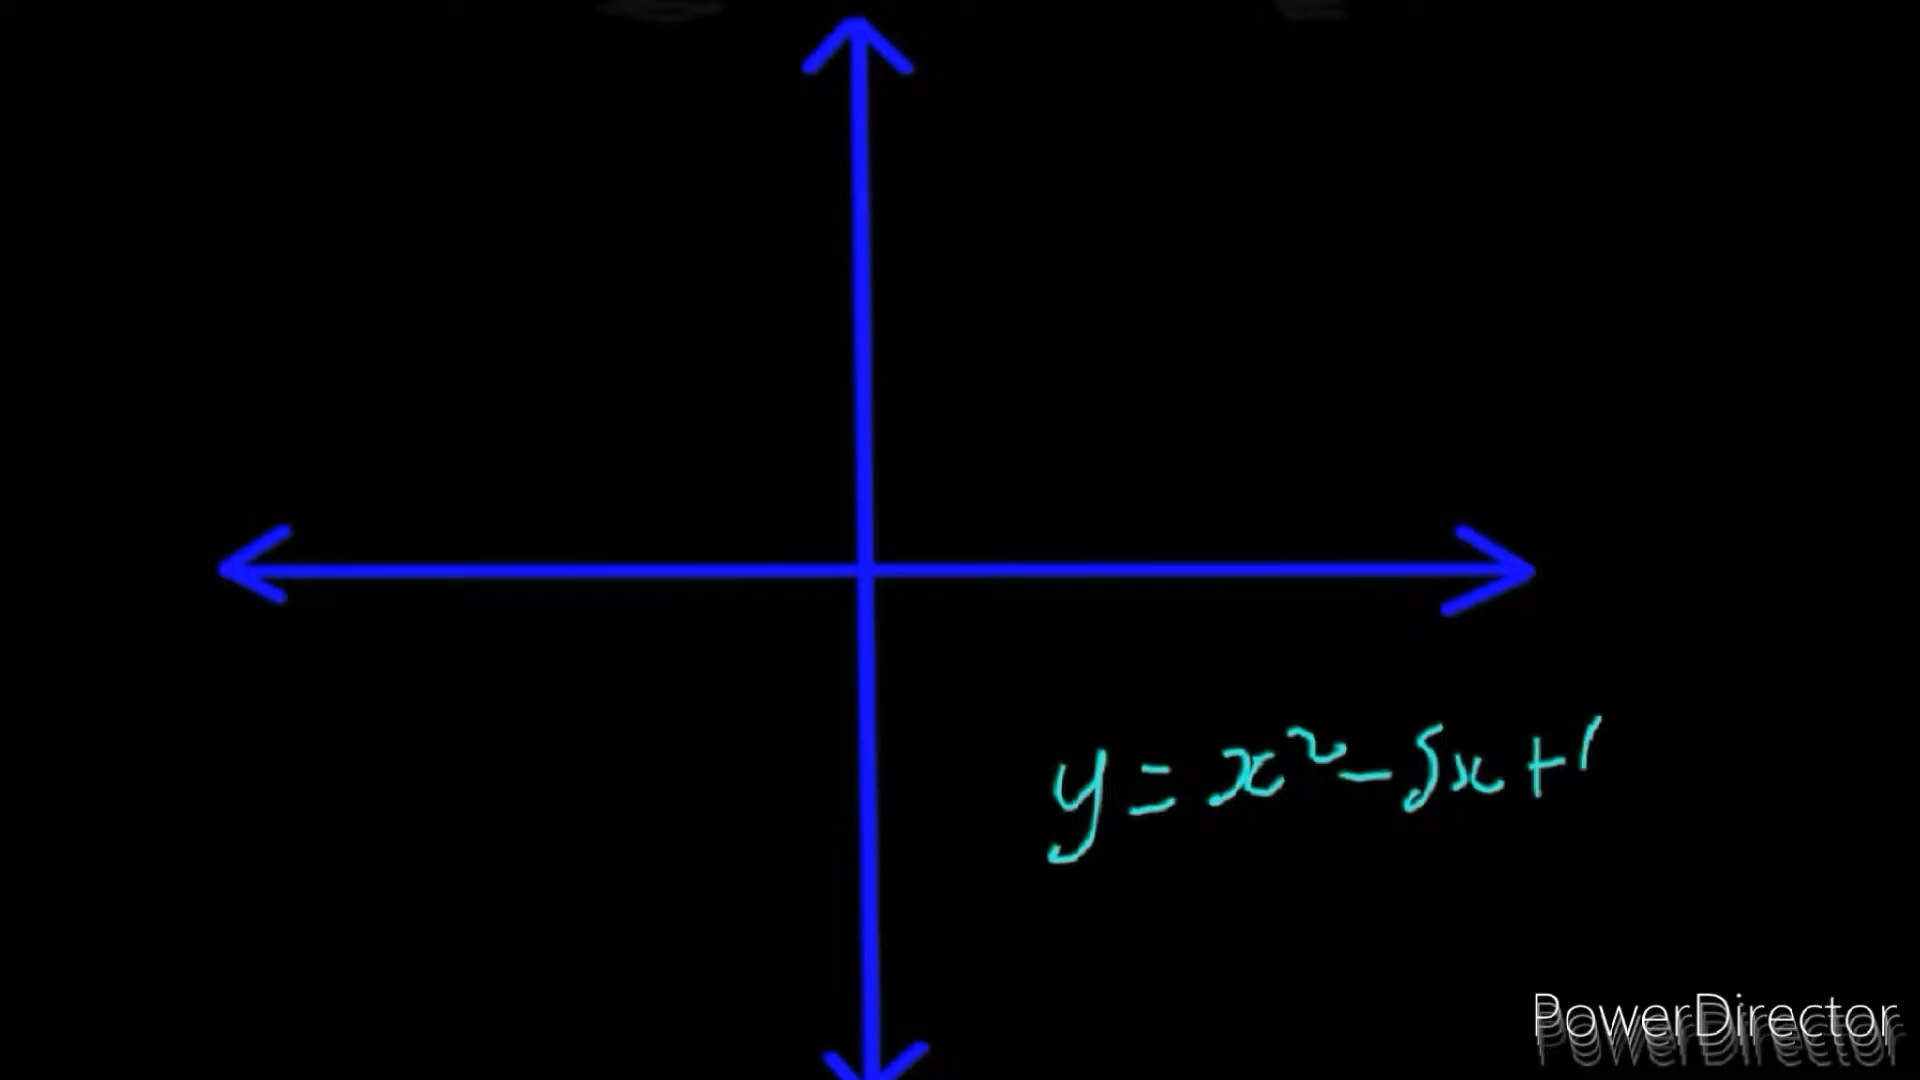 y = x² - 5x + 1
PowerDirector